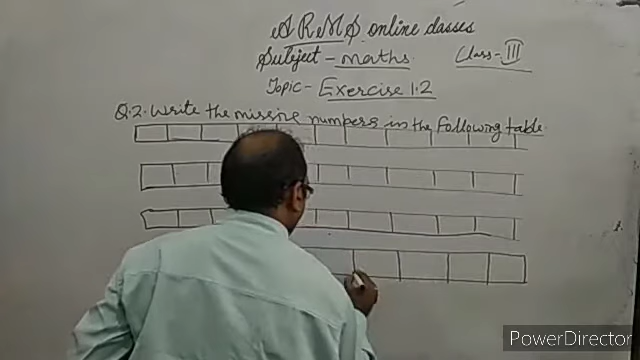 A R M S online classes
Subject - Maths. Class - III
Topic - Exercise 1.2
Q.2. Write the missing numbers in the following table.
PowerDirector